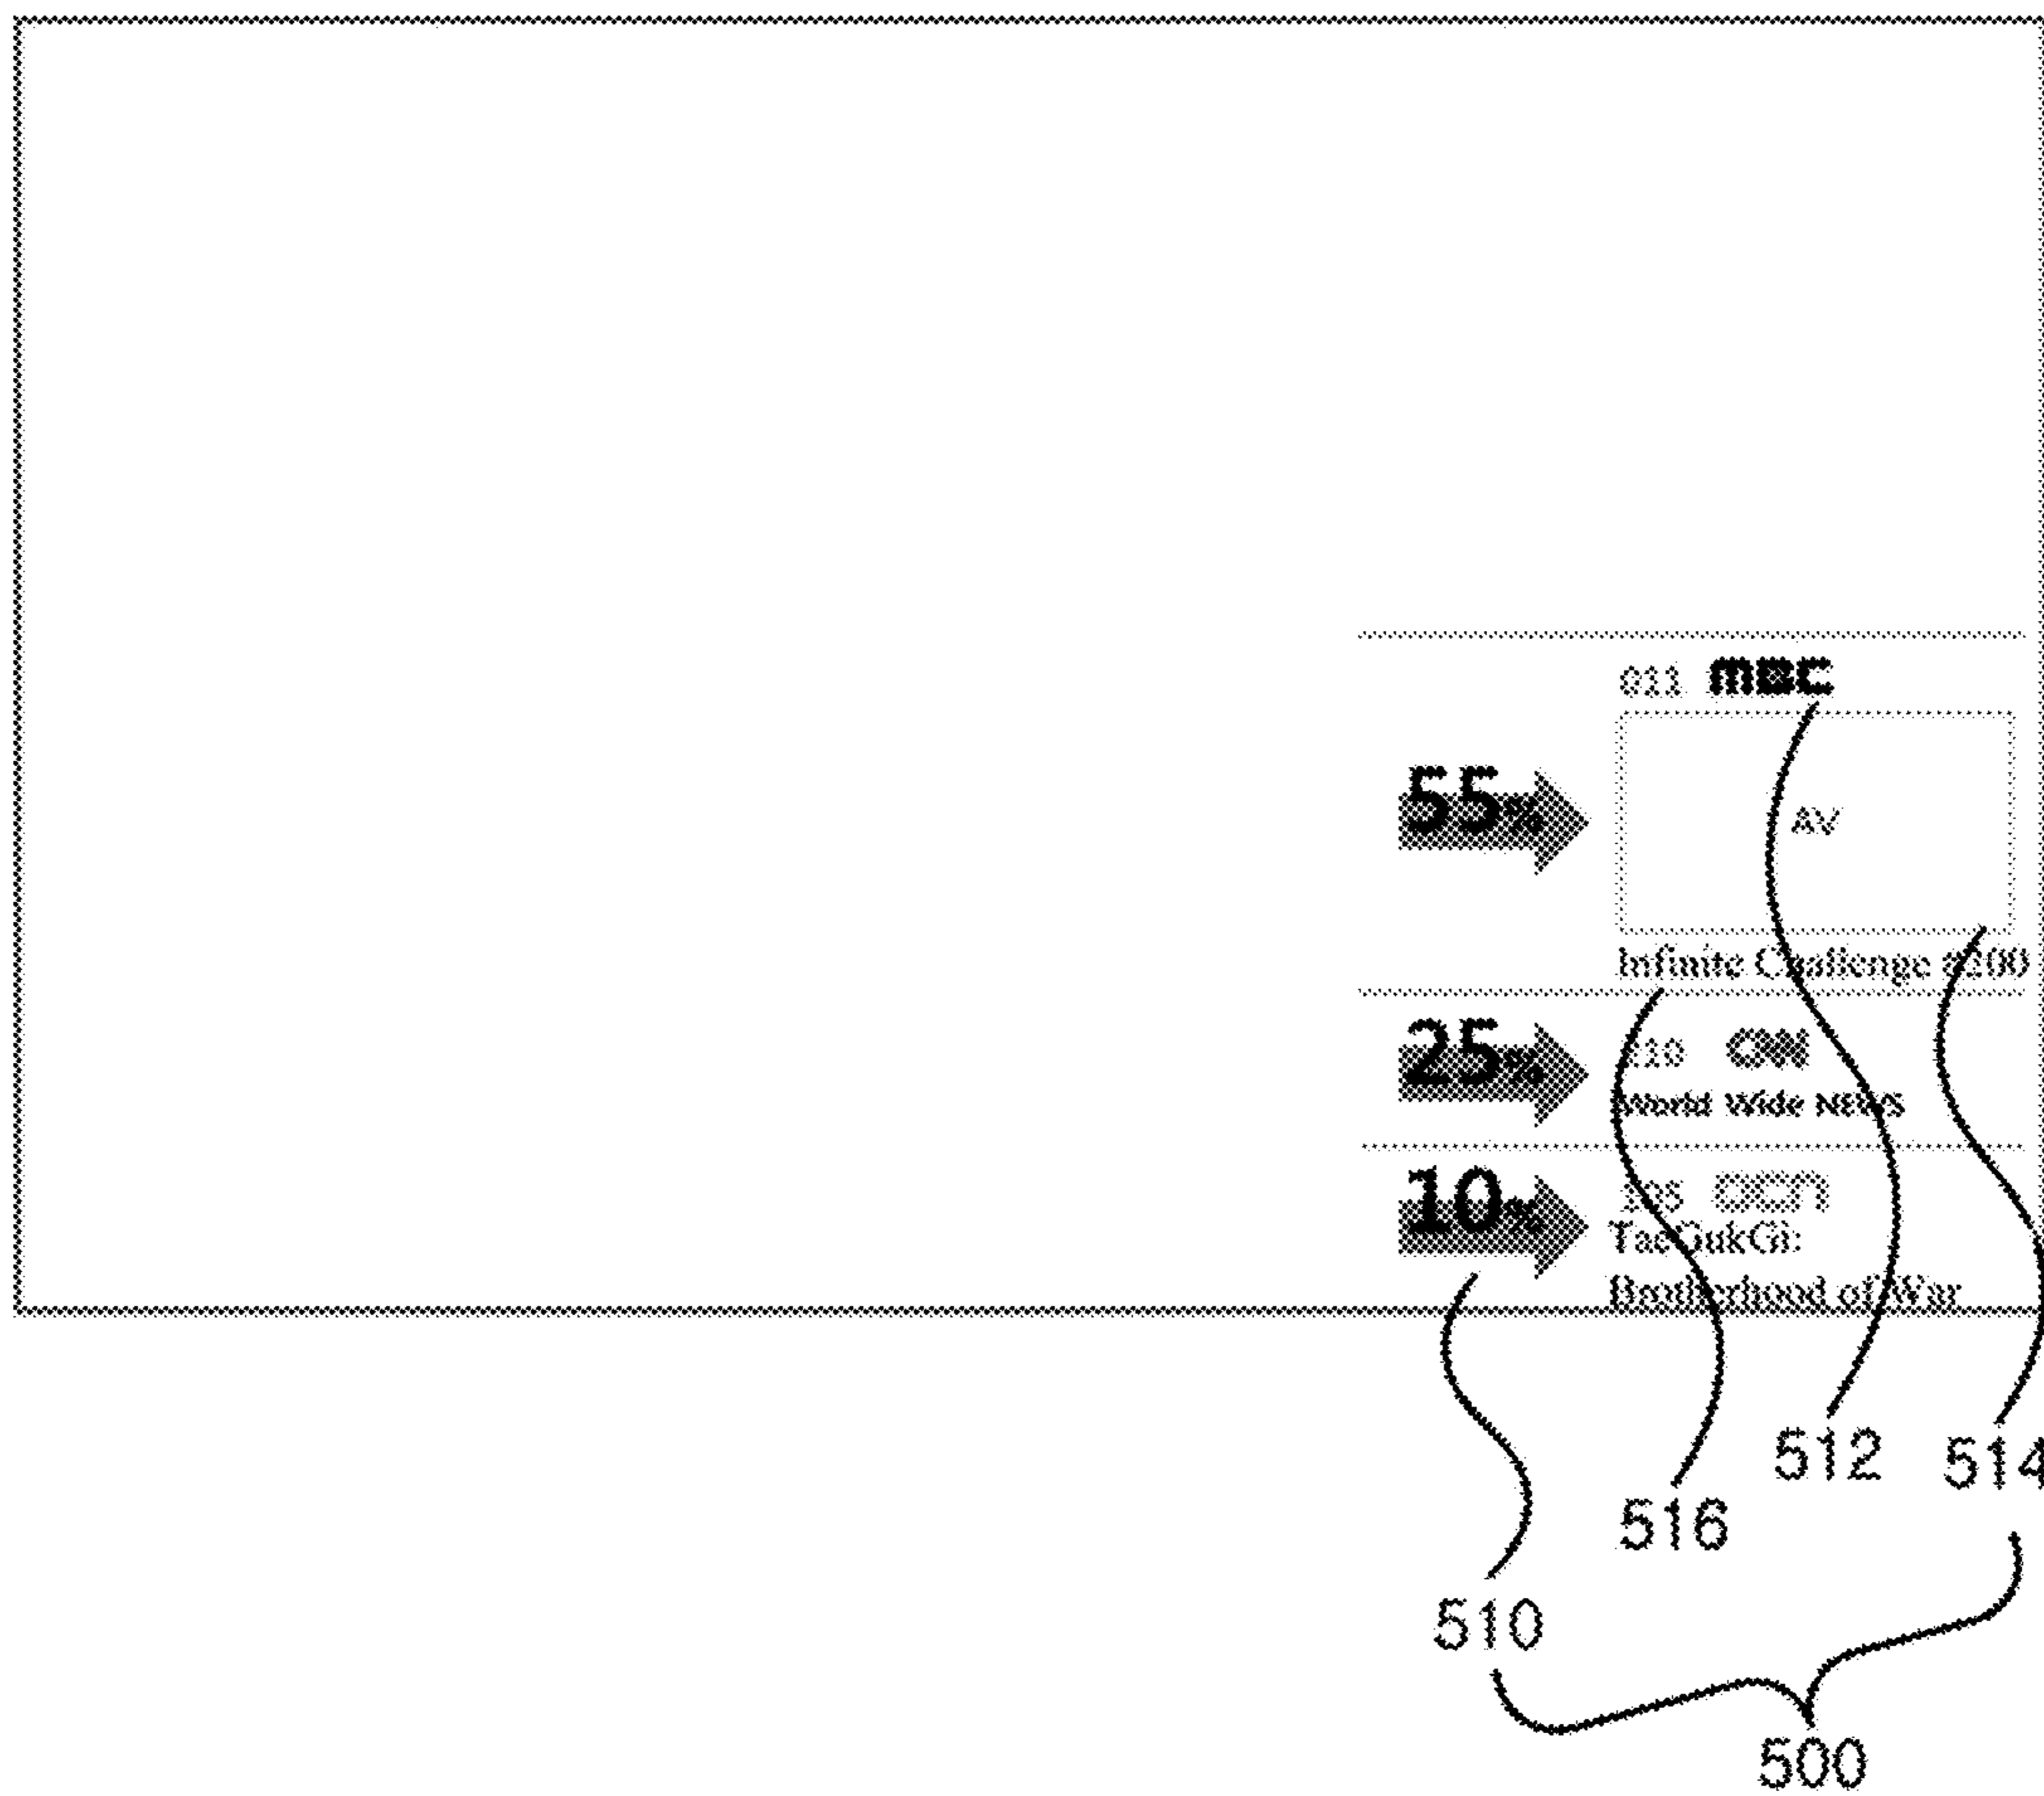 011 mBC
55%
AV
Infinite Challenge
25%
CNN
World Wide NEWS
10%
TaeGukGi:
Brotherhood of War
512
514
516
510
500